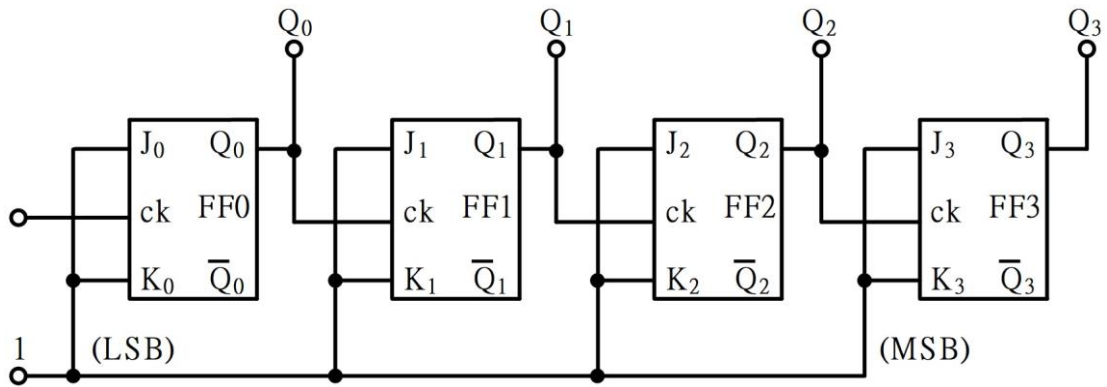 Q₀ Q₁ Q₂ Q₃
J₀ Q₀ J₁ Q₁ J₂ Q₂ J₃ Q₃
ck FF0 ck FF1 ck FF2 ck FF3
K₀ Q̅₀ K₁ Q̅₁ K₂ Q̅₂ K₃ Q̅₃
1 (LSB) (MSB)